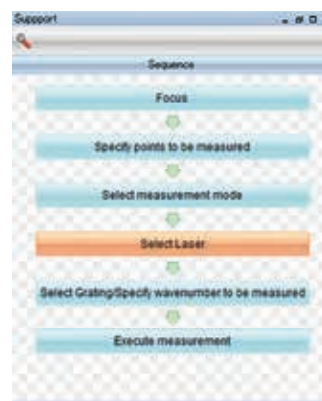 Suppport
Sequence
Focus
Specify points to be measured
Select measurement mode
Select Laser
Select Grating/Specify wavenumber to be measured
Execute measurement